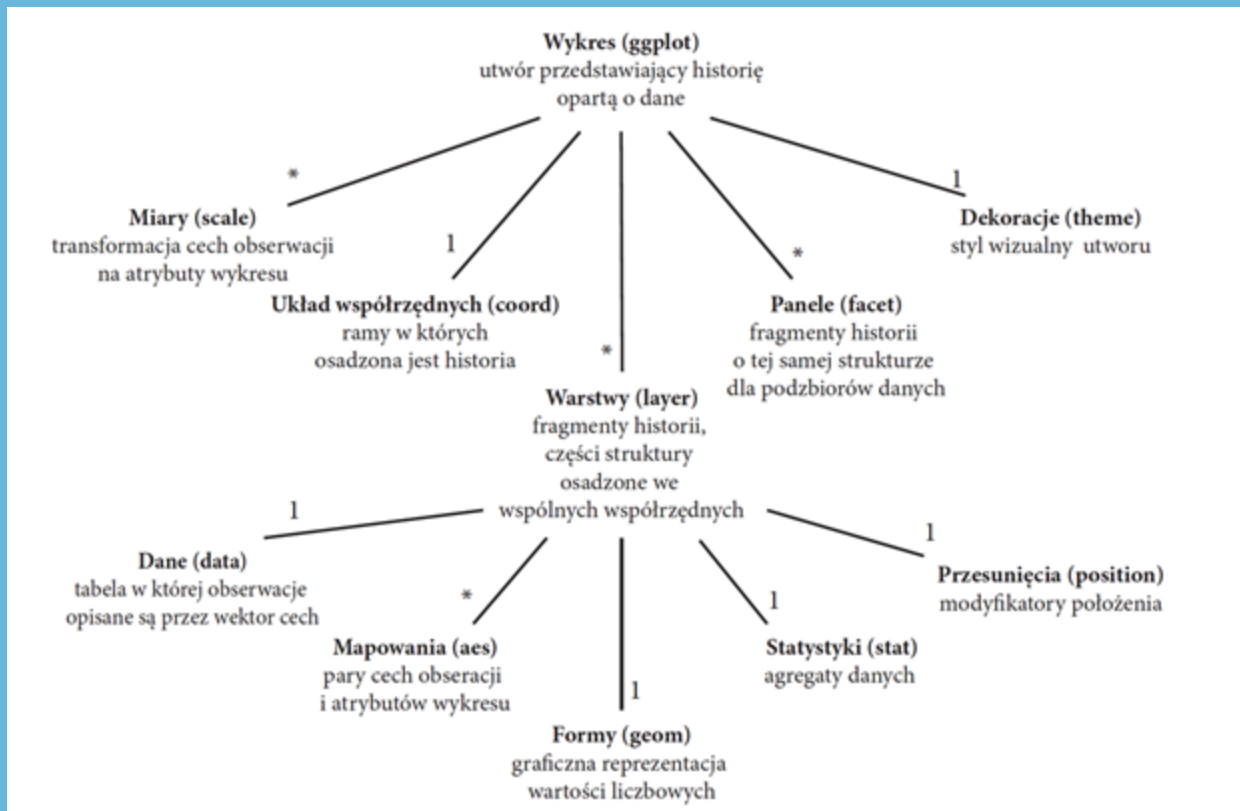 Wykres (ggplot)
utwór przedstawiający historię
opartą o dane
*
1
*
*
1
Miary (scale)
transformacja cech obserwacji
na atrybuty wykresu
Dekoracje (theme)
styl wizualny utworu
Układ współrzędnych (coord)
ramy w których
osadzona jest historia
Panele (facet)
fragmenty historii
o tej samej strukturze
dla podzbiorów danych
Warstwy (layer)
fragmenty historii,
części struktury
osadzone we
wspólnych współrzędnych
1
*
1
1
1
Dane (data)
tabela w której obserwacje
opisane są przez wektor cech
Przesunięcia (position)
modyfikatory położenia
Mapowania (aes)
pary cech obseracji
i atrybutów wykresu
Statystyki (stat)
agregaty danych
Formy (geom)
graficzna reprezentacja
wartości liczbowych